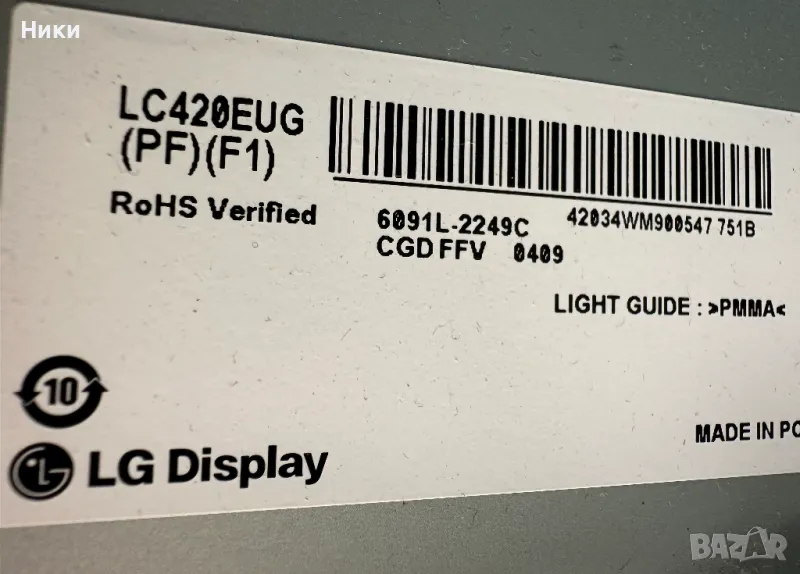 Ники
LC420EUG
(PF)(F1)
RoHS Verified
6091L-2249C
CGD FFV 0409
42034WM900547 751B
LIGHT GUIDE : >PMMA<
10
MADE IN PO
LG Display
BAZAR